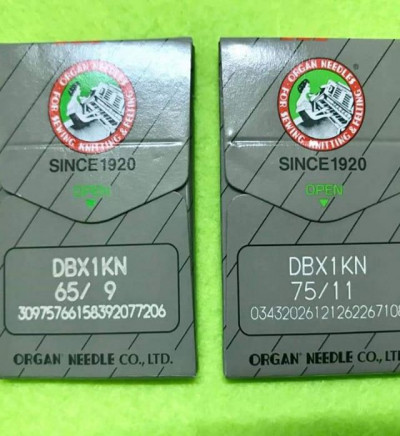 ORGAN NEEDLES
FOR SEWING, KNITTING & FELTING
SINCE1920
OPEN
DBX1KN
65/ 9
30975766158392077206
ORGAN NEEDLE CO., LTD.
ORGAN NEEDLES
FOR SEWING, KNITTING & FELTING
SINCE1920
OPEN
DBX1KN
75/11
ORGAN NEEDLE CO., LTD.